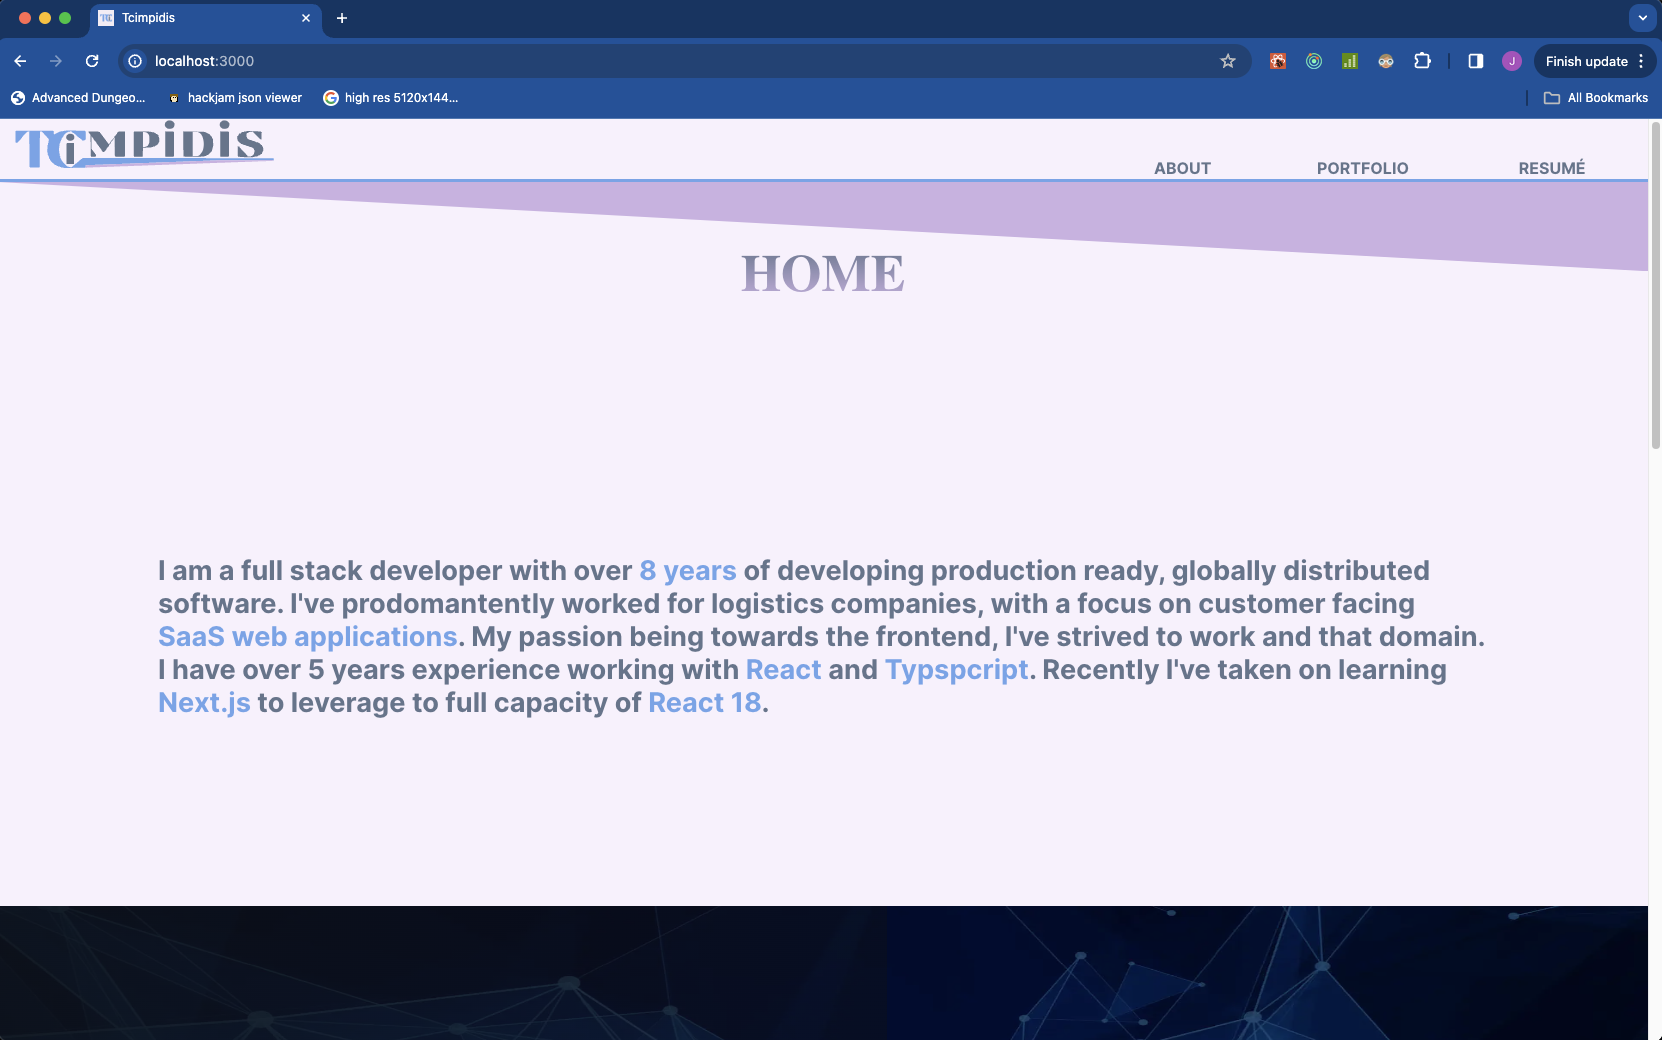 Tcimpidis
localhost:3000
J
Finish update
Advanced Dungeo...
hackjam json viewer
high res 5120x144...
All Bookmarks
TCiMPiDiS
ABOUT
PORTFOLIO
RESUMÉ
HOME
I am a full stack developer with over 8 years of developing production ready, globally distributed
software. I've prodomantently worked for logistics companies, with a focus on customer facing
SaaS web applications. My passion being towards the frontend, I've strived to work and that domain.
I have over 5 years experience working with React and Typspcript. Recently I've taken on learning
Next.js to leverage to full capacity of React 18.